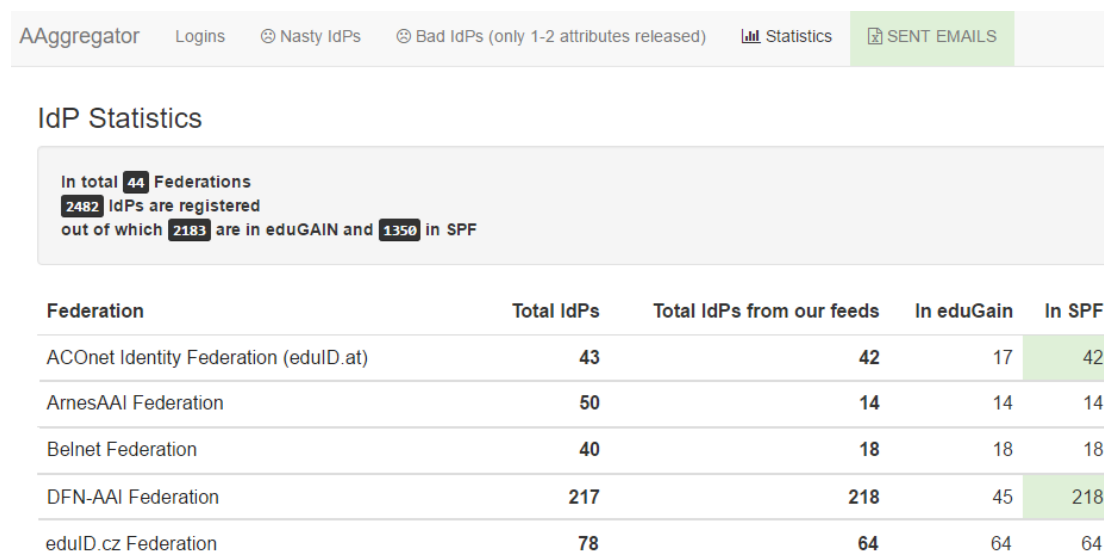 AAggregator Logins Nasty IdPs Bad IdPs (only 1-2 attributes released) Statistics SENT EMAILS
IdP Statistics
In total 44 Federations
2482 IdPs are registered
out of which 2183 are in eduGAIN and 1350 in SPF
Federation Total IdPs Total IdPs from our feeds In eduGain In SPF
ACOnet Identity Federation (eduID.at) 43 42 17 42
ArnesAAI Federation 50 14 14 14
Belnet Federation 40 18 18 18
DFN-AAI Federation 217 218 45 218
eduID.cz Federation 78 64 64 64